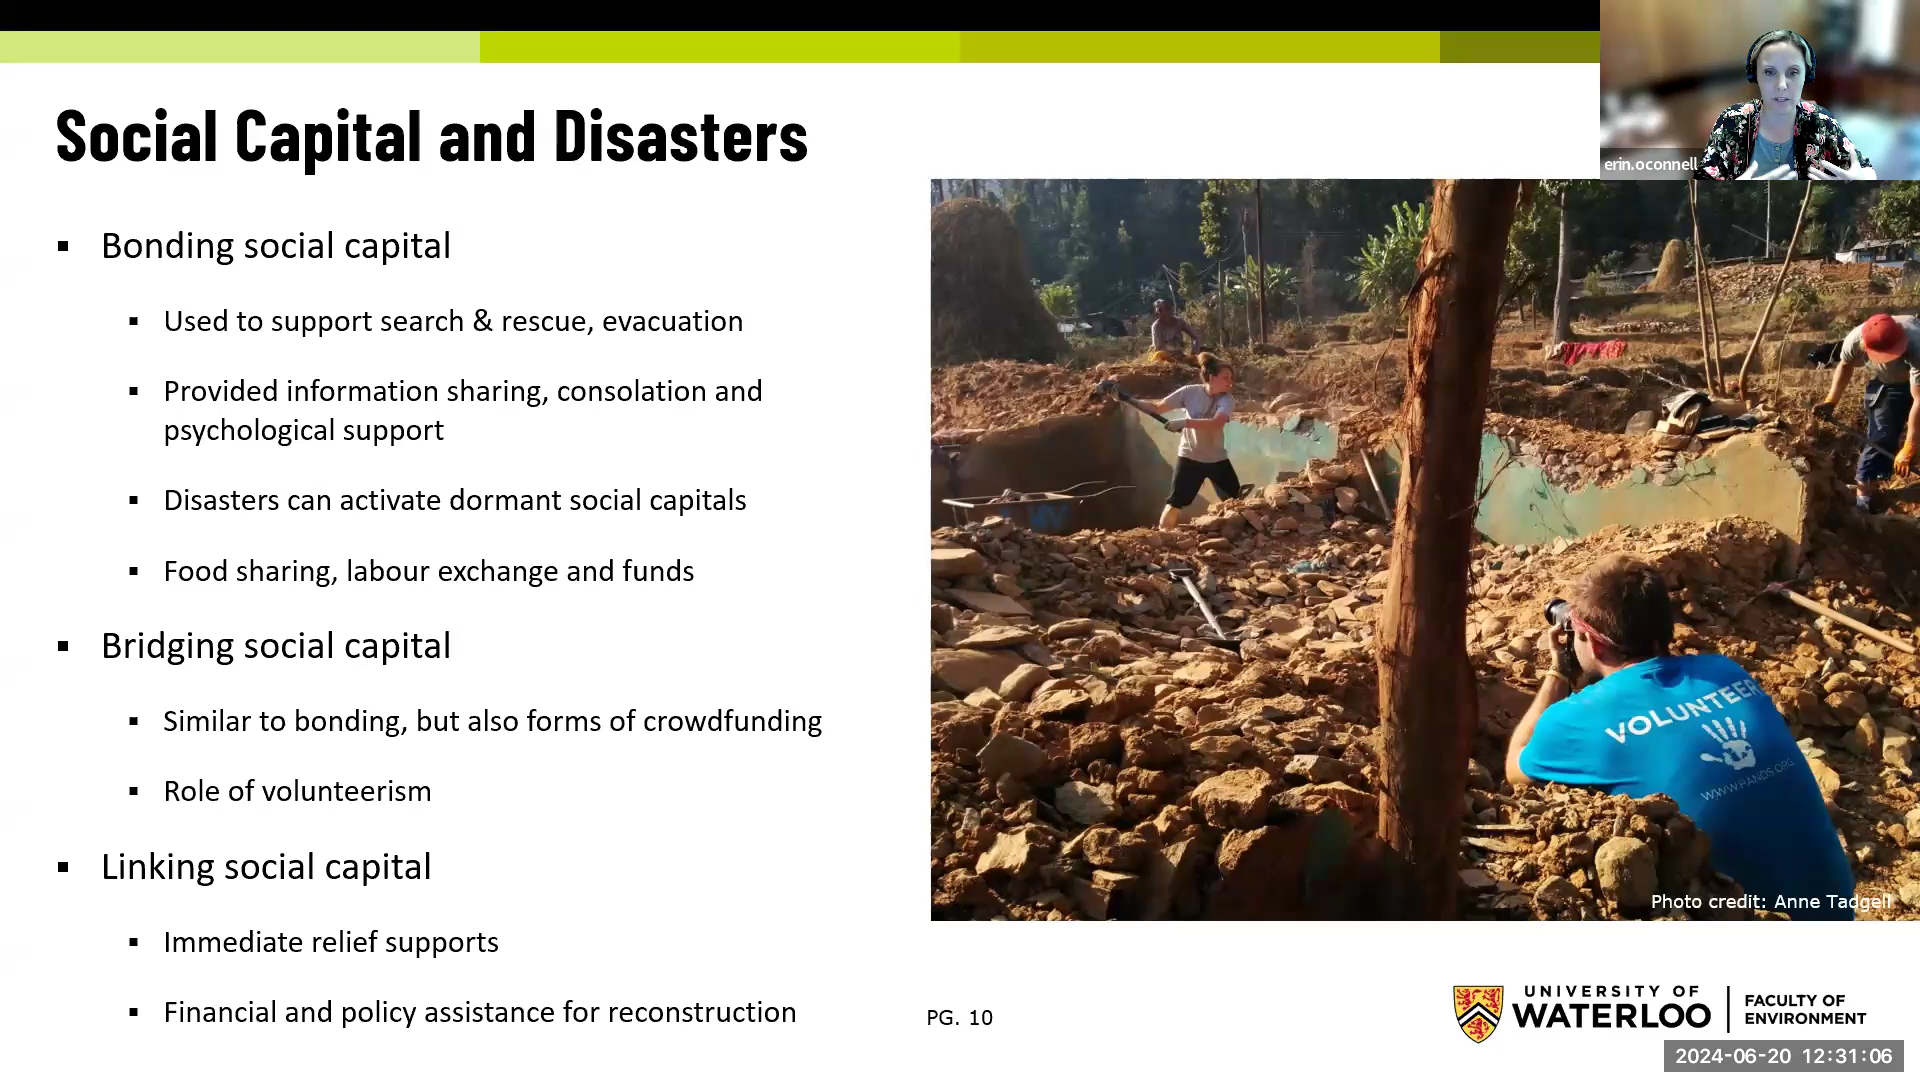 Social Capital and Disasters
erin.oconnell
▪ Bonding social capital
▪ Used to support search & rescue, evacuation
▪ Provided information sharing, consolation and
psychological support
▪ Disasters can activate dormant social capitals
▪ Food sharing, labour exchange and funds
▪ Bridging social capital
▪ Similar to bonding, but also forms of crowdfunding
▪ Role of volunteerism
▪ Linking social capital
▪ Immediate relief supports
▪ Financial and policy assistance for reconstruction
VOLUNTEER
WWW.HANDS.ORG
Photo credit: Anne Tadgell
PG. 10
UNIVERSITY OF
WATERLOO
FACULTY OF
ENVIRONMENT
2024-06-20 12:31:06